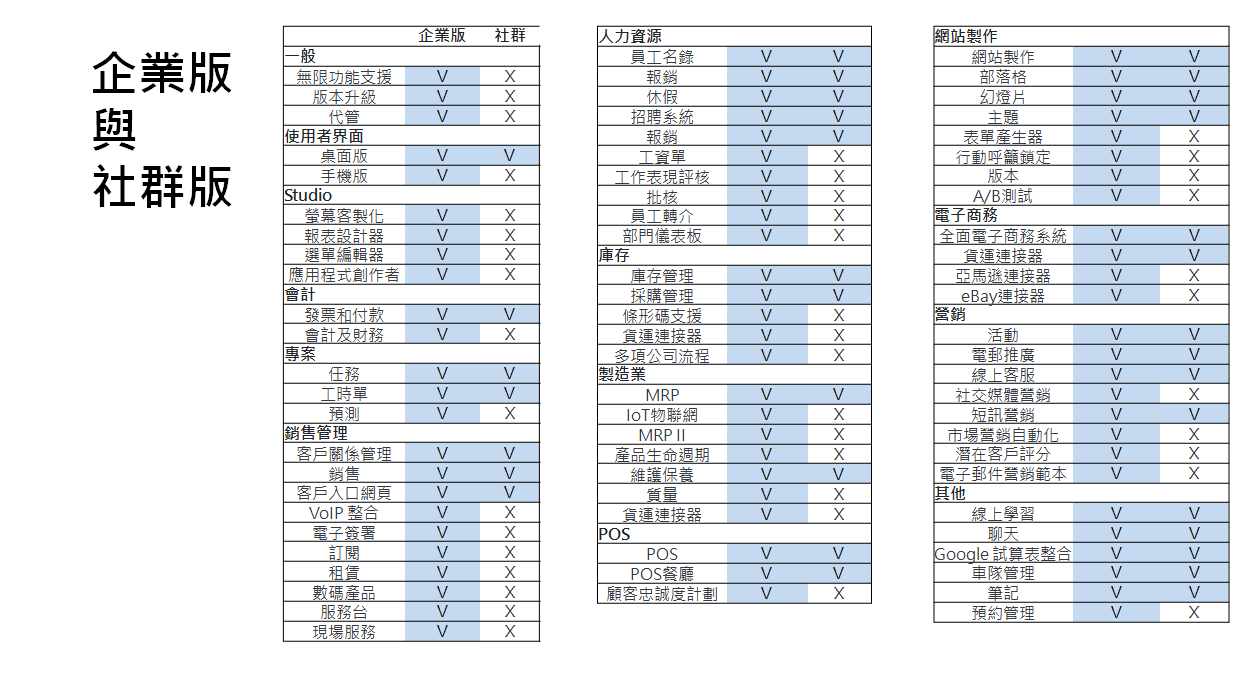 企業版
與
社群版
企業版 社群
一般
無限功能支援 V X
版本升級 V X
代管 V X
使用者界面
桌面版 V V
手機版 V X
Studio
螢幕客製化 V X
報表設計器 V X
選單編輯器 V X
應用程式創作者 V X
會計
發票和付款 V V
會計及財務 V X
專案
任務 V V
工時單 V V
預測 V X
銷售管理
客戶關係管理 V V
銷售 V V
客戶入口網頁 V V
VoIP 整合 V X
電子簽署 V X
訂閱 V X
租賃 V X
數碼產品 V X
服務台 V X
現場服務 V X
人力資源
員工名錄 V V
報銷 V V
休假 V V
招聘系統 V V
報銷 V V
工資單 V X
工作表現評核 V X
批核 V X
員工轉介 V X
部門儀表板 V X
庫存
庫存管理 V V
採購管理 V V
條形碼支援 V X
貨運連接器 V X
多項公司流程 V X
製造業
MRP V V
IoT物聯網 V X
MRP II V X
產品生命週期 V X
維護保養 V V
質量 V X
貨運連接器 V X
POS
POS V V
POS餐廳 V V
顧客忠誠度計劃 V X
網站製作
網站製作 V V
部落格 V V
幻燈片 V V
主題 V V
表單產生器 V X
行動呼籲鎖定 V X
版本 V X
A/B測試 V X
電子商務
全面電子商務系統 V V
貨運連接器 V V
亞馬遜連接器 V X
eBay連接器 V X
營銷
活動 V V
電郵推廣 V V
線上客服 V V
社交媒體營銷 V X
短訊營銷 V V
市場營銷自動化 V X
潛在客戶評分 V X
電子郵件營銷範本 V X
其他
線上學習 V V
聊天 V V
Google 試算表整合 V V
車隊管理 V V
筆記 V V
預約管理 V X